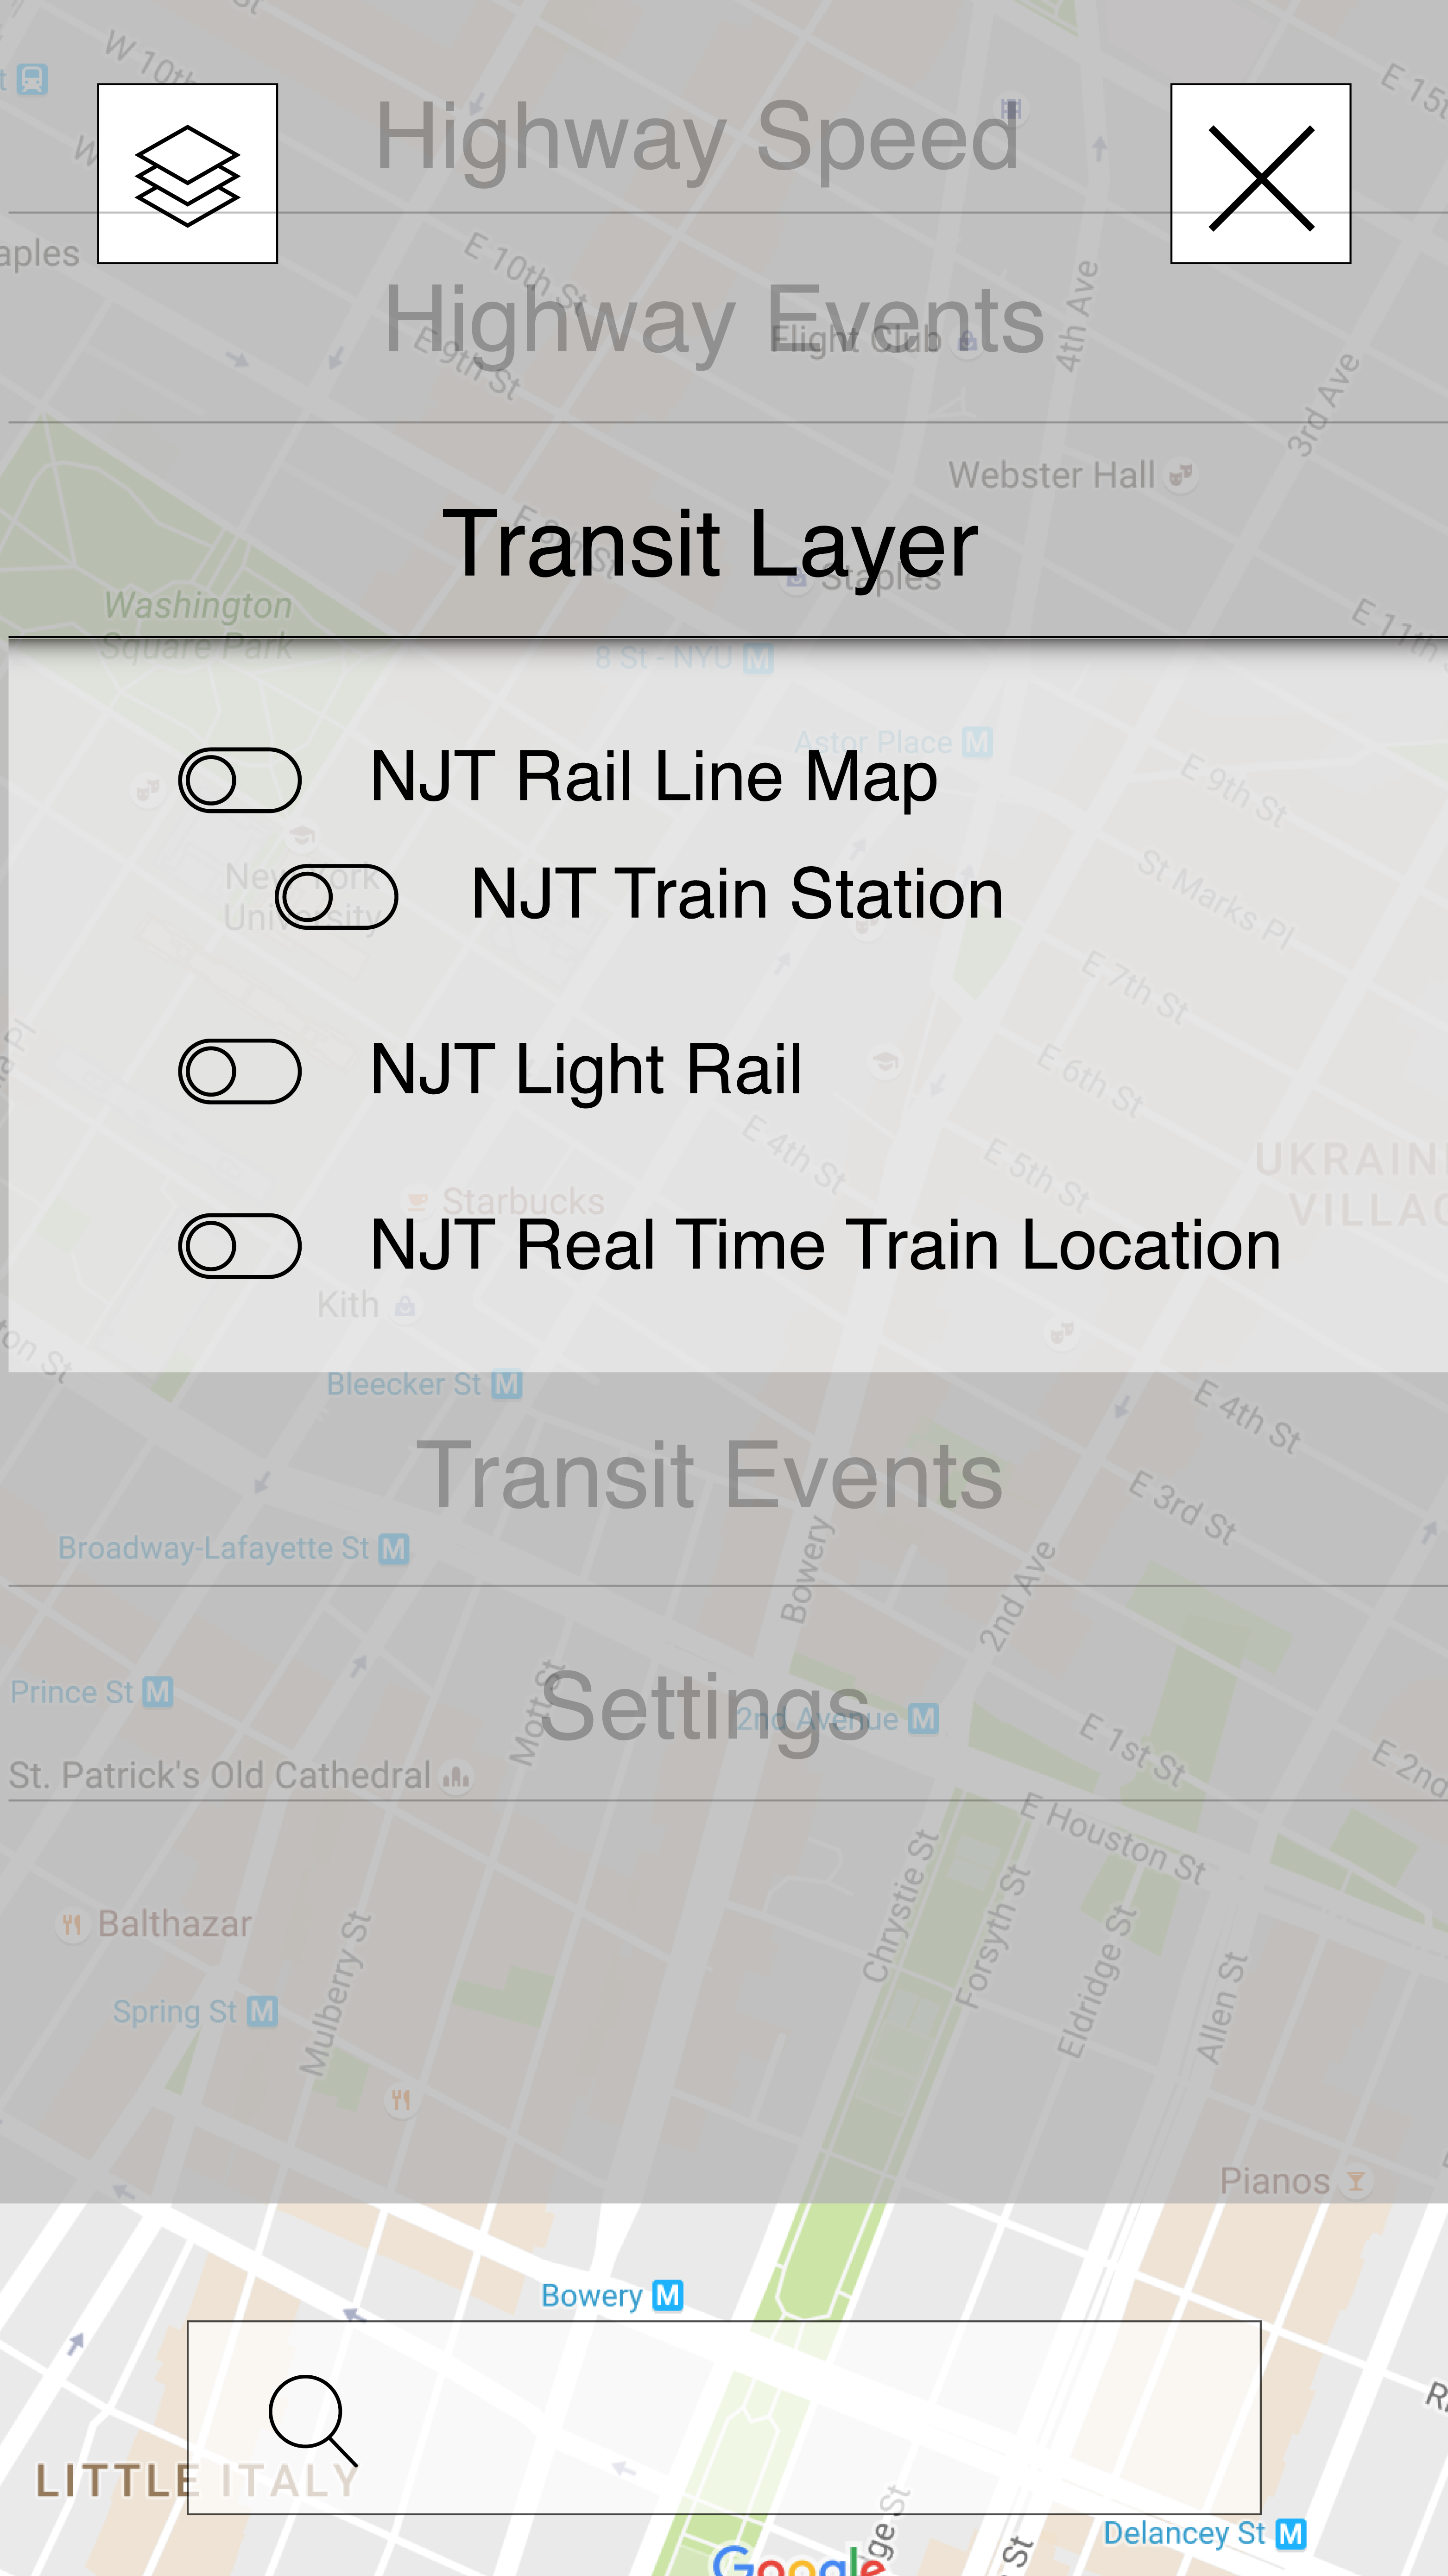 W 10th
E 15t
Highway Speed
aples
E 10th St
Highway Events
Flight Club
4th Ave
E 9th St
3rd Ave
Webster Hall
Transit Layer
E 8th St
Staples
Washington
Square Park
E 11th
8 St - NYU M
Astor Place M
NJT Rail Line Map
E 9th St
New York
University
NJT Train Station
St Marks Pl
E 7th St
NJT Light Rail
E 6th St
E 4th St
E 5th St
UKRAIN
VILLAG
Starbucks
NJT Real Time Train Location
Kith
Bleecker St M
E 4th St
Transit Events
E 3rd St
Broadway-Lafayette St M
Bowery
2nd Ave
Prince St M
Mott St
Settings
2nd Avenue M
E 1st St
E 2nd
St. Patrick's Old Cathedral
E Houston St
Balthazar
Chrystie St
Forsyth St
Eldridge St
Allen St
Spring St M
Mulberry St
Pianos
Bowery M
LITTLE ITALY
Delancey St M
Google